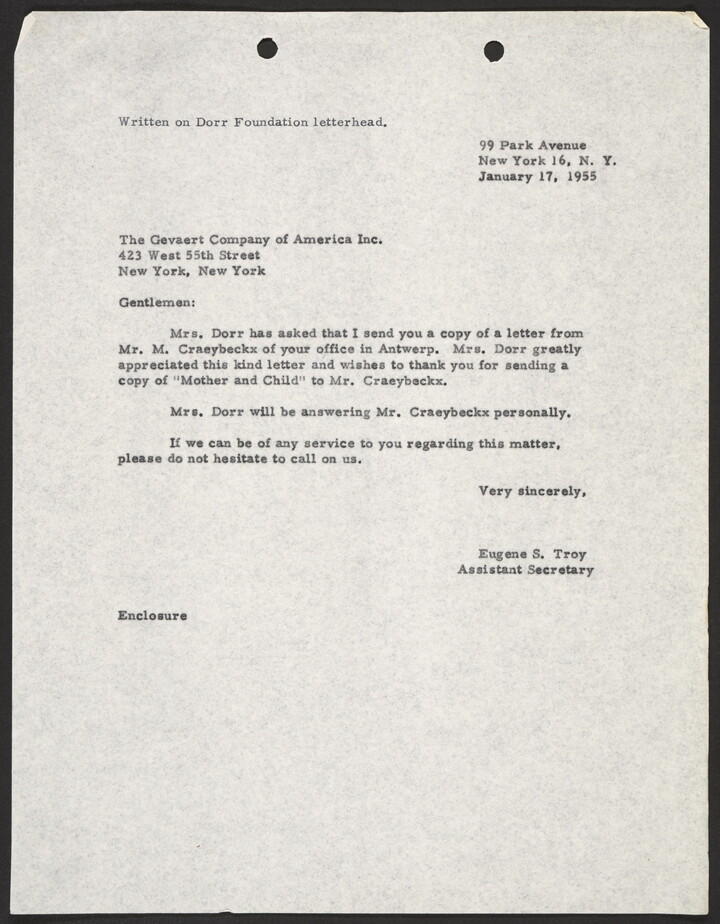 Written on Dorr Foundation letterhead.
99 Park Avenue
New York 16, N. Y.
January 17, 1955
The Gevaert Company of America Inc.
423 West 55th Street
New York, New York
Gentlemen:
Mrs. Dorr has asked that I send you a copy of a letter from
Mr. M. Craeybeckx of your office in Antwerp. Mrs. Dorr greatly
appreciated this kind letter and wishes to thank you for sending a
copy of "Mother and Child" to Mr. Craeybeckx.
Mrs. Dorr will be answering Mr. Craeybeckx personally.
If we can be of any service to you regarding this matter,
please do not hesitate to call on us.
Very sincerely,
Eugene S. Troy
Assistant Secretary
Enclosure